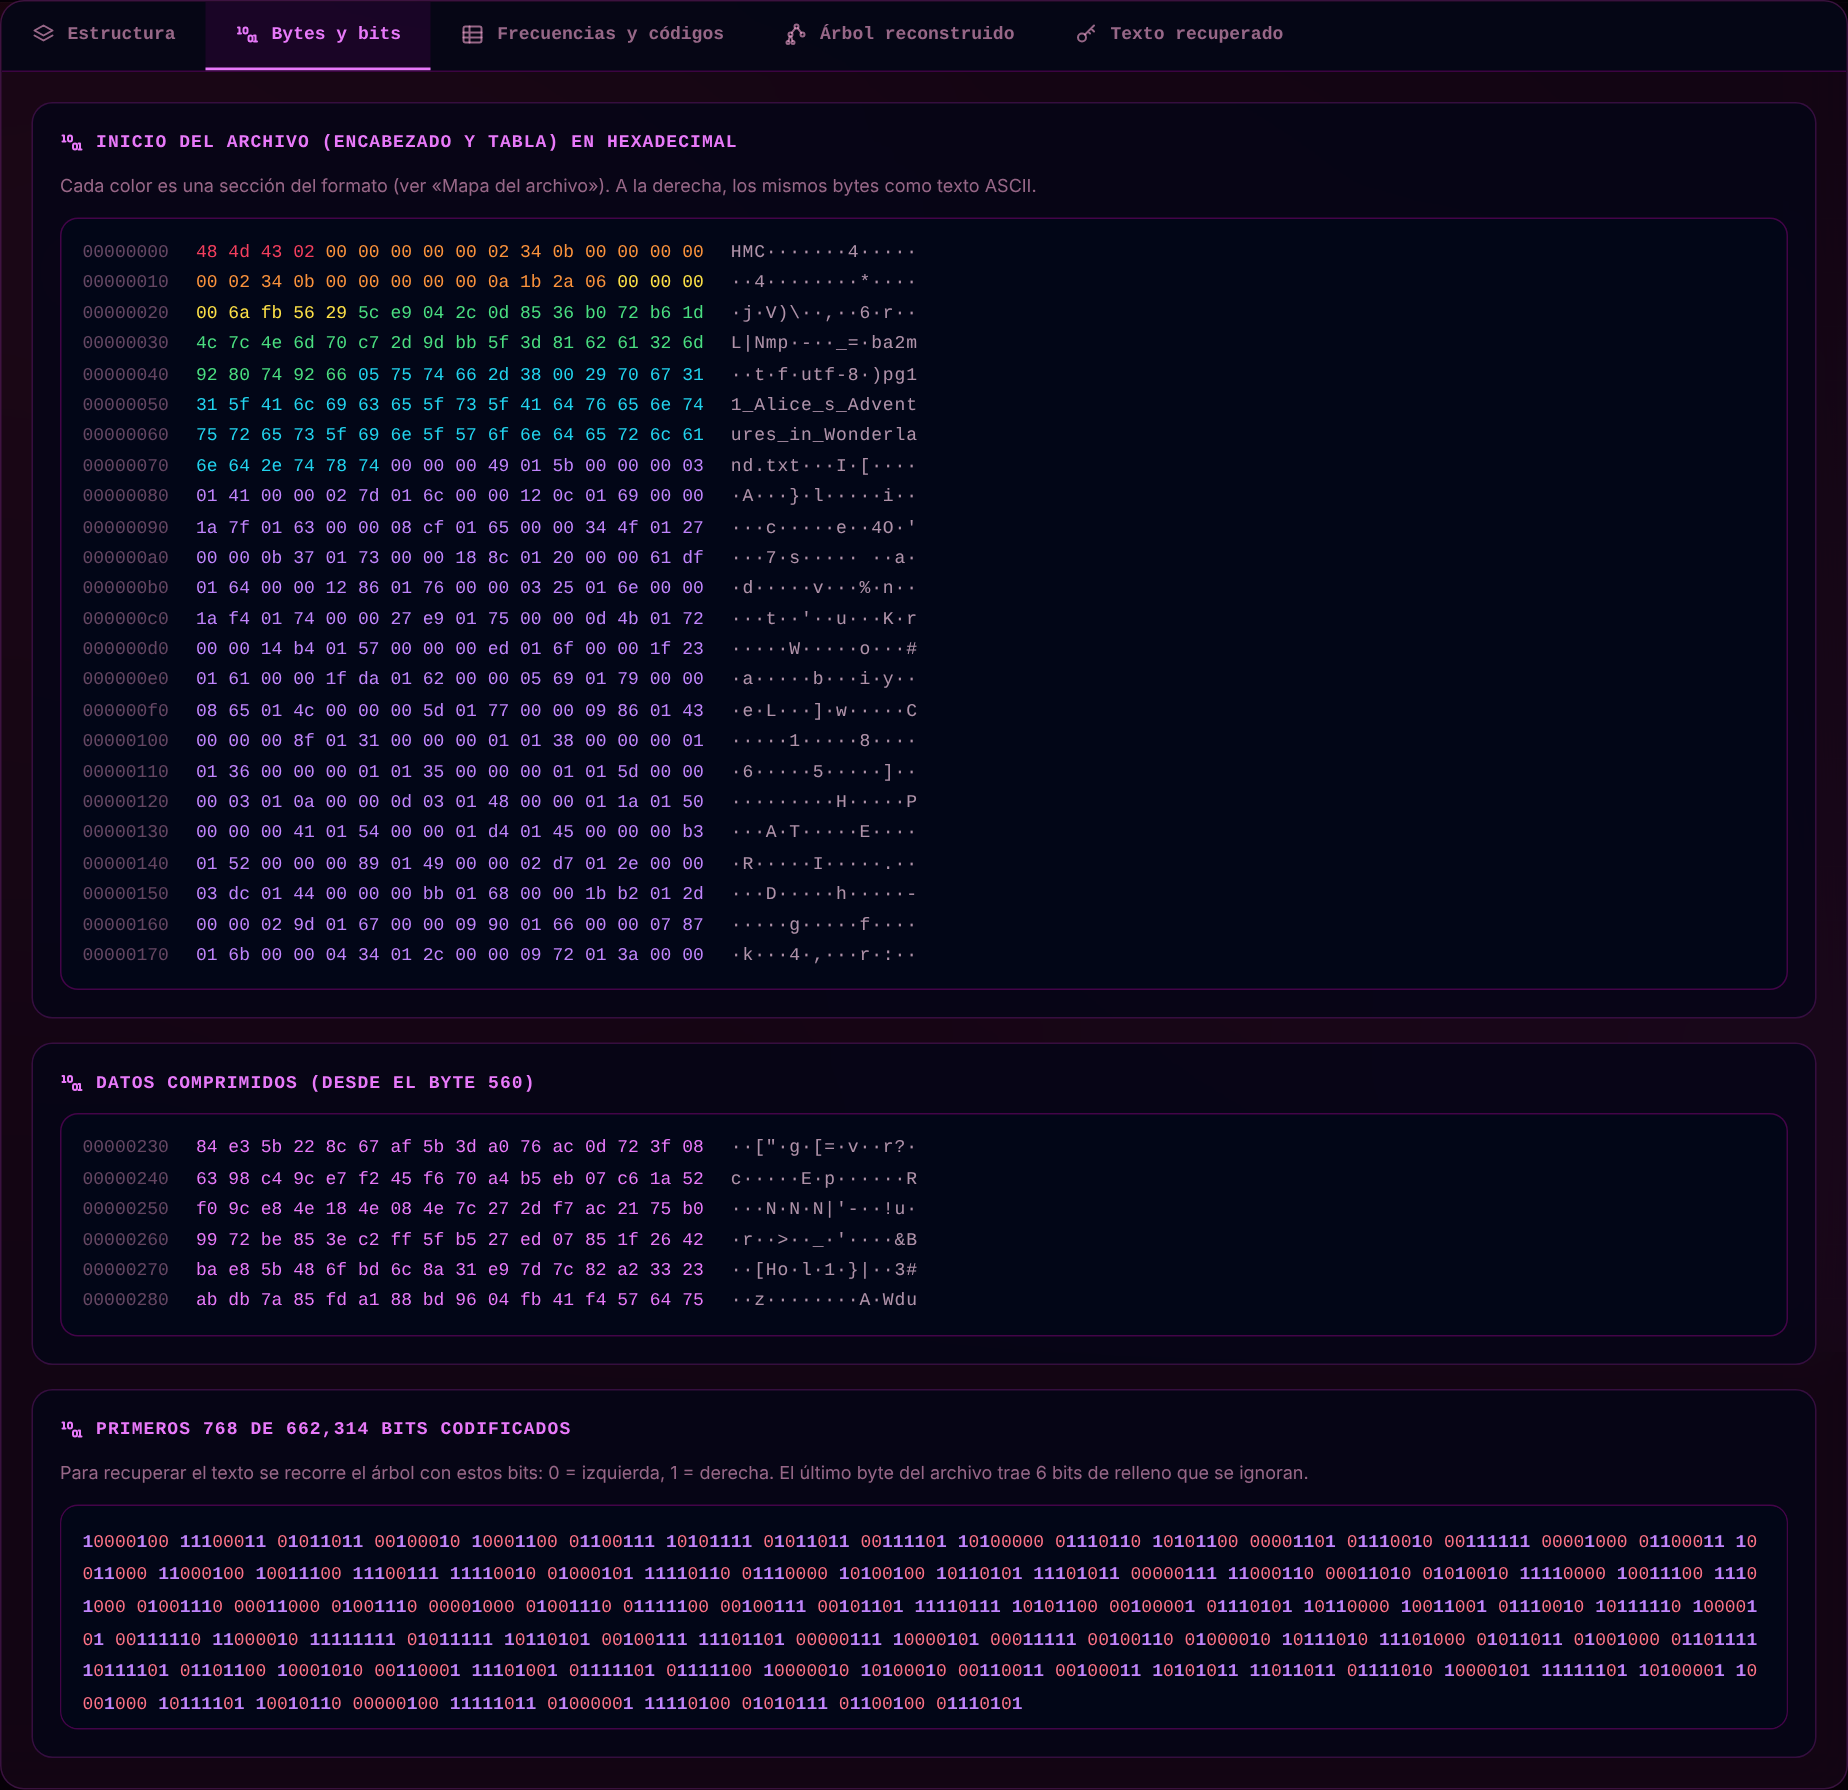 Estructura Bytes y bits Frecuencias y códigos Árbol reconstruido Texto recuperado
INICIO DEL ARCHIVO (ENCABEZADO Y TABLA) EN HEXADECIMAL
Cada color es una sección del formato (ver «Mapa del archivo»). A la derecha, los mismos bytes como texto ASCII.
00000000 48 4d 43 02 00 00 00 00 00 02 34 0b 00 00 00 00 HMC·······4·····
00000010 00 02 34 0b 00 00 00 00 00 0a 1b 2a 06 00 00 00 ··4········*····
00000020 00 6a fb 56 29 5c e9 04 2c 0d 85 36 b0 72 b6 1d ·j·V)\··,··6·r··
00000030 4c 7c 4e 6d 70 c7 2d 9d bb 5f 3d 81 62 61 32 6d L|Nmp·-··_=·ba2m
00000040 92 80 74 92 66 05 75 74 66 2d 38 00 29 70 67 31 ··t·f·utf-8·)pg1
00000050 31 5f 41 6c 69 63 65 5f 73 5f 41 64 76 65 6e 74 1_Alice_s_Advent
00000060 75 72 65 73 5f 69 6e 5f 57 6f 6e 64 65 72 6c 61 ures_in_Wonderla
00000070 6e 64 2e 74 78 74 00 00 00 49 01 5b 00 00 00 03 nd.txt···I·[····
00000080 01 41 00 00 02 7d 01 6c 00 00 12 0c 01 69 00 00 ·A···}·l·····i··
00000090 1a 7f 01 63 00 00 08 cf 01 65 00 00 34 4f 01 27 ···c·····e··4O·'
000000a0 00 00 0b 37 01 73 00 00 18 8c 01 20 00 00 61 df ···7·s····· ··a·
000000b0 01 64 00 00 12 86 01 76 00 00 03 25 01 6e 00 00 ·d·····v···%·n··
000000c0 1a f4 01 74 00 00 27 e9 01 75 00 00 0d 4b 01 72 ···t··'··u···K·r
000000d0 00 00 14 b4 01 57 00 00 00 ed 01 6f 00 00 1f 23 ·····W·····o···#
000000e0 01 61 00 00 1f da 01 62 00 00 05 69 01 79 00 00 ·a·····b···i·y··
000000f0 08 65 01 4c 00 00 00 5d 01 77 00 00 09 86 01 43 ·e·L···]·w·····C
00000100 00 00 00 8f 01 31 00 00 00 01 01 38 00 00 00 01 ·····1·····8····
00000110 01 36 00 00 00 01 01 35 00 00 00 01 01 5d 00 00 ·6·····5·····]··
00000120 00 03 01 0a 00 00 0d 03 01 48 00 00 01 1a 01 50 ·········H·····P
00000130 00 00 00 41 01 54 00 00 01 d4 01 45 00 00 00 b3 ···A·T·····E····
00000140 01 52 00 00 00 89 01 49 00 00 02 d7 01 2e 00 00 ·R·····I·····.··
00000150 03 dc 01 44 00 00 00 bb 01 68 00 00 1b b2 01 2d ···D·····h·····-
00000160 00 00 02 9d 01 67 00 00 09 90 01 66 00 00 07 87 ·····g·····f····
00000170 01 6b 00 00 04 34 01 2c 00 00 09 72 01 3a 00 00 ·k···4·,···r·:··
DATOS COMPRIMIDOS (DESDE EL BYTE 560)
00000230 84 e3 5b 22 8c 67 af 5b 3d a0 76 ac 0d 72 3f 08 ··["·g·[=·v··r?·
00000240 63 98 c4 9c e7 f2 45 f6 70 a4 b5 eb 07 c6 1a 52 c·····E·p······R
00000250 f0 9c e8 4e 18 4e 08 4e 7c 27 2d f7 ac 21 75 b0 ···N·N·N|'-··!u·
00000260 99 72 be 85 3e c2 ff 5f b5 27 ed 07 85 1f 26 42 ·r··>··_·'····&B
00000270 ba e8 5b 48 6f bd 6c 8a 31 e9 7d 7c 82 a2 33 23 ··[Ho·l·1·}|··3#
00000280 ab db 7a 85 fd a1 88 bd 96 04 fb 41 f4 57 64 75 ··z········A·Wdu
PRIMEROS 768 DE 662,314 BITS CODIFICADOS
Para recuperar el texto se recorre el árbol con estos bits: 0 = izquierda, 1 = derecha. El último byte del archivo trae 6 bits de relleno que se ignoran.
10000100 11100011 01011011 00100010 10001100 01100111 10101111 01011011 00111101 10100000 01110110 10101100 00001101 01110010 00111111 00001000 01100011 10
011000 11000100 10011100 11100111 11110010 01000101 11110110 01110000 10100100 10110101 11101011 00000111 11000110 00011010 01010010 11110000 10011100 1110
1000 01001110 00011000 01001110 00001000 01001110 01111100 00100111 00101101 11110111 10101100 00100001 01110101 10110000 10011001 01110010 10111110 100001
01 00111110 11000010 11111111 01011111 10110101 00100111 11101101 00000111 10000101 00011111 00100110 01000010 10111010 11101000 01011011 01001000 01101111
10111101 01101100 10001010 00110001 11101001 01111101 01111100 10000010 10100010 00110011 00100011 10101011 11011011 01111010 10000101 11111101 10100001 10
001000 10111101 10010110 00000100 11111011 01000001 11110100 01010111 01100100 01110101